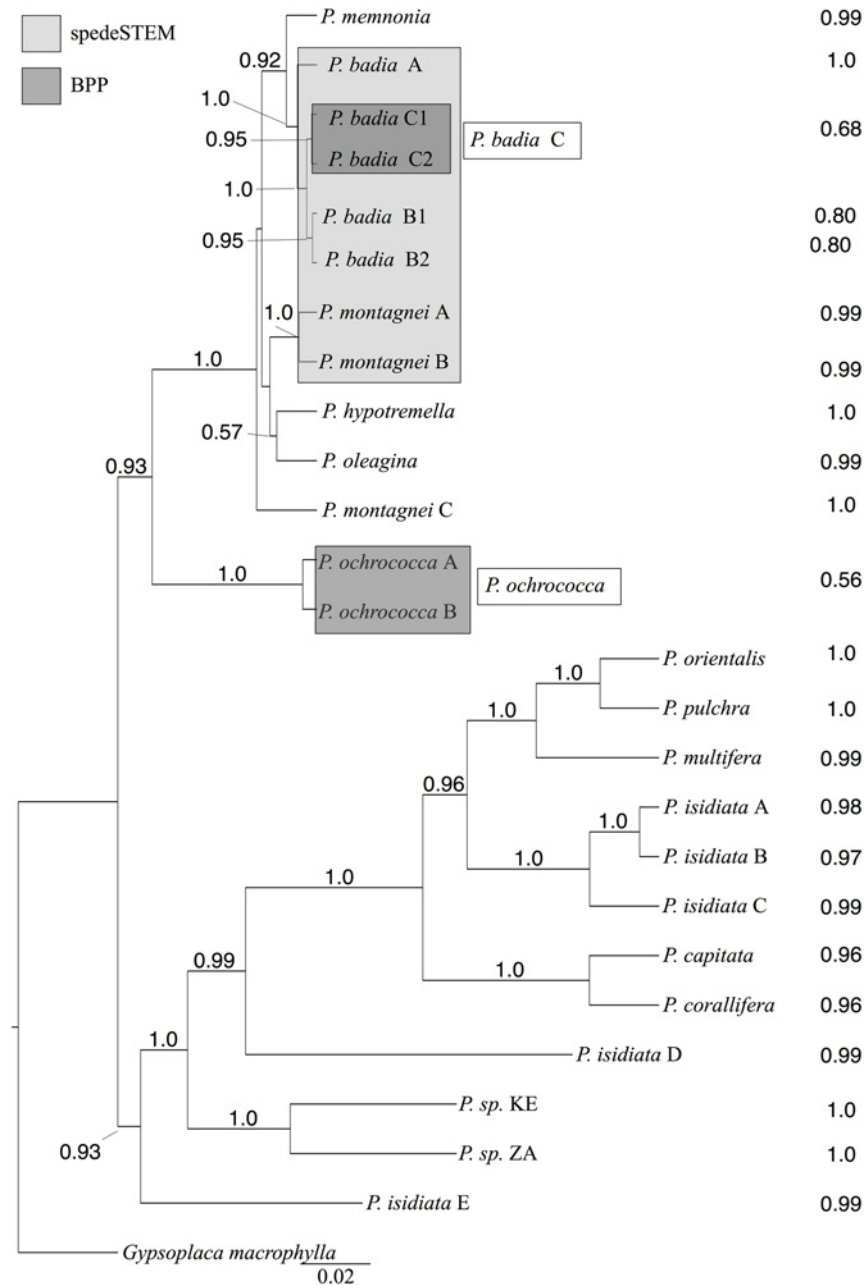 spedeSTEM
BPP
P. memnonia 0.99
0.92
P. badia A 1.0
1.0
P. badia C1
0.95
P. badia C 0.68
P. badia C2
1.0
P. badia B1 0.80
0.95
P. badia B2 0.80
1.0
P. montagnei A 0.99
1.0
P. montagnei B 0.99
P. hypotremella 1.0
0.57
P. oleagina 0.99
0.93
P. montagnei C 1.0
P. ochrococca A
1.0
P. ochrococca 0.56
P. ochrococca B
P. orientalis 1.0
1.0
P. pulchra 1.0
1.0
P. multifera 0.99
0.96
P. isidiata A 0.98
1.0
P. isidiata B 0.97
1.0
P. isidiata C 0.99
1.0
P. capitata 0.96
0.99
1.0
P. corallifera 0.96
P. isidiata D 0.99
1.0
P. sp. KE 1.0
1.0
P. sp. ZA 1.0
0.93
P. isidiata E 0.99
Gypsoplaca macrophylla
0.02